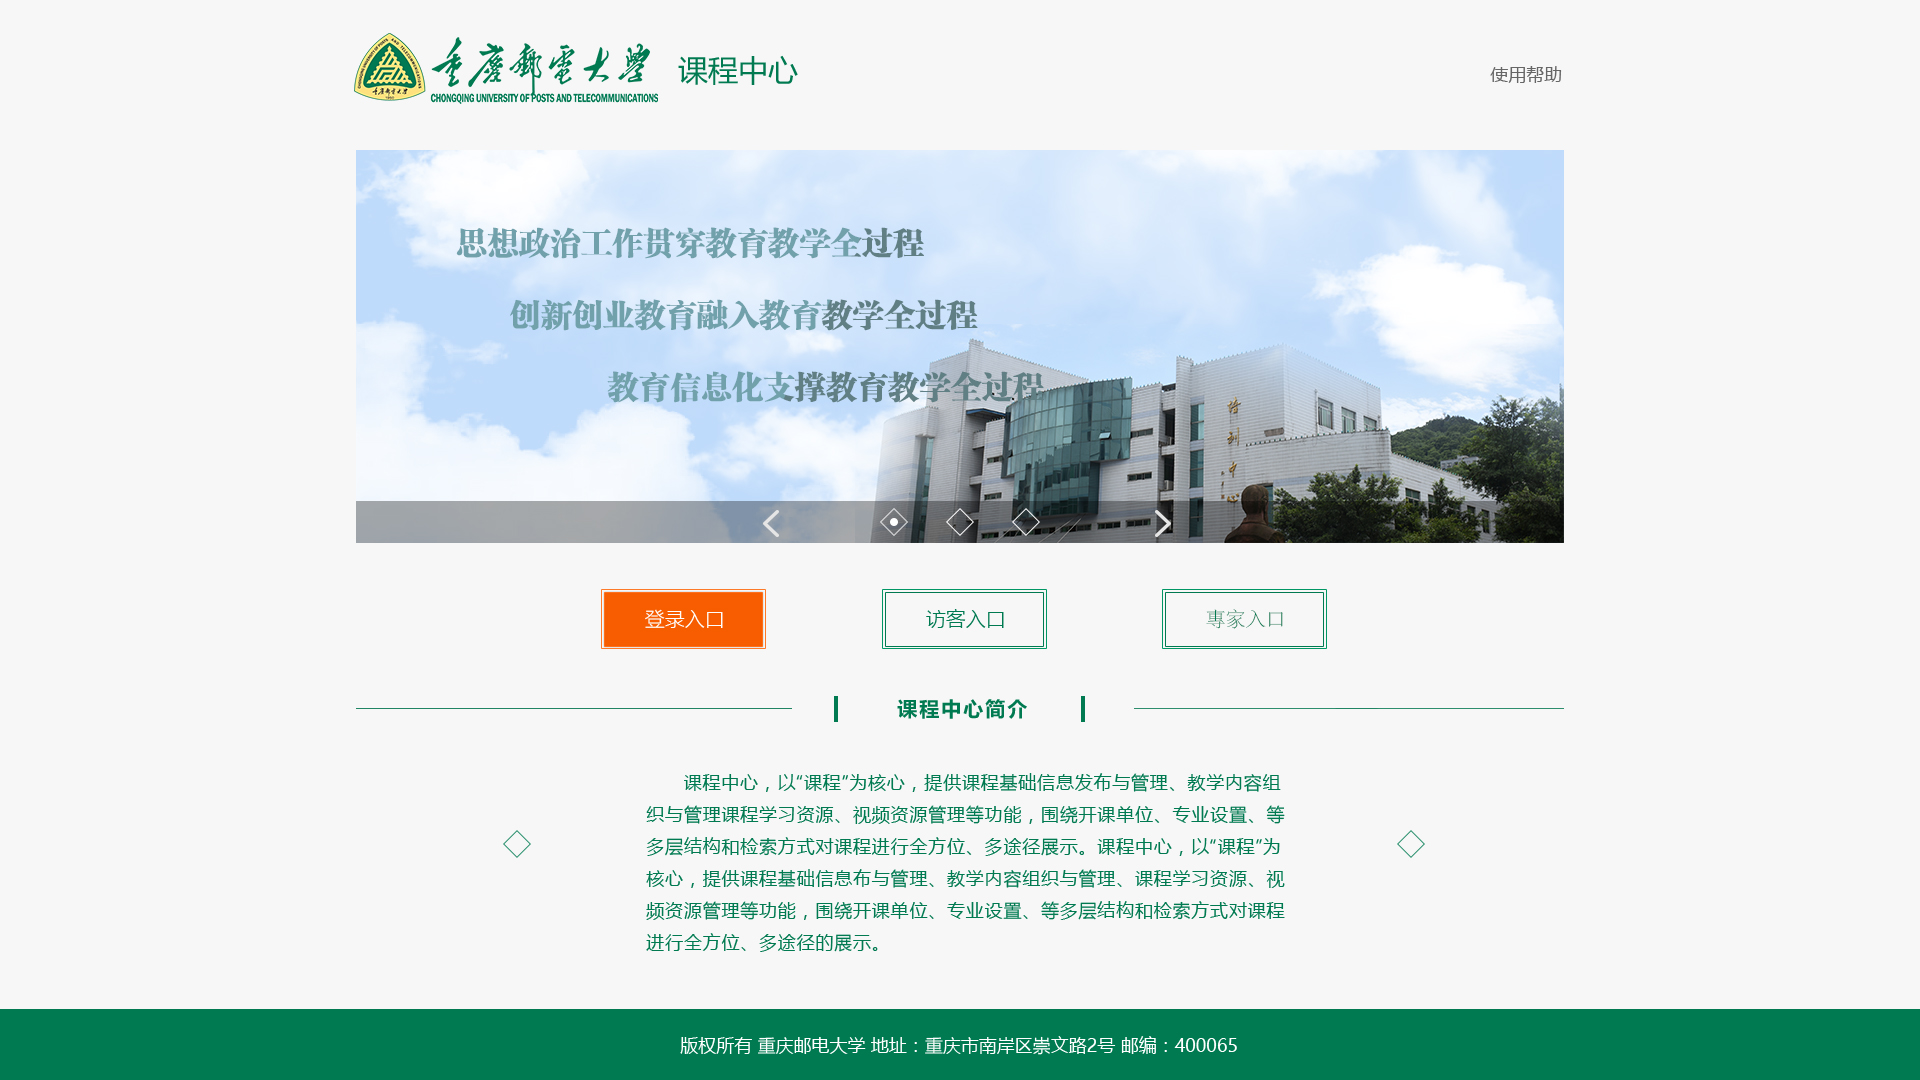 重慶郵電大學
CHONGQING UNIVERSITY OF POSTS AND TELECOMMUNICATIONS
课程中心
使用帮助
思想政治工作贯穿教育教学全过程
创新创业教育融入教育教学全过程
教育信息化支撑教育教学全过程
登录入口
访客入口
專家入口
课程中心简介
课程中心，以“课程”为核心，提供课程基础信息发布与管理、教学内容组
织与管理课程学习资源、视频资源管理等功能，围绕开课单位、专业设置、等
多层结构和检索方式对课程进行全方位、多途径展示。课程中心，以“课程”为
核心，提供课程基础信息布与管理、教学内容组织与管理、课程学习资源、视
频资源管理等功能，围绕开课单位、专业设置、等多层结构和检索方式对课程
进行全方位、多途径的展示。
版权所有 重庆邮电大学 地址：重庆市南岸区崇文路2号 邮编：400065